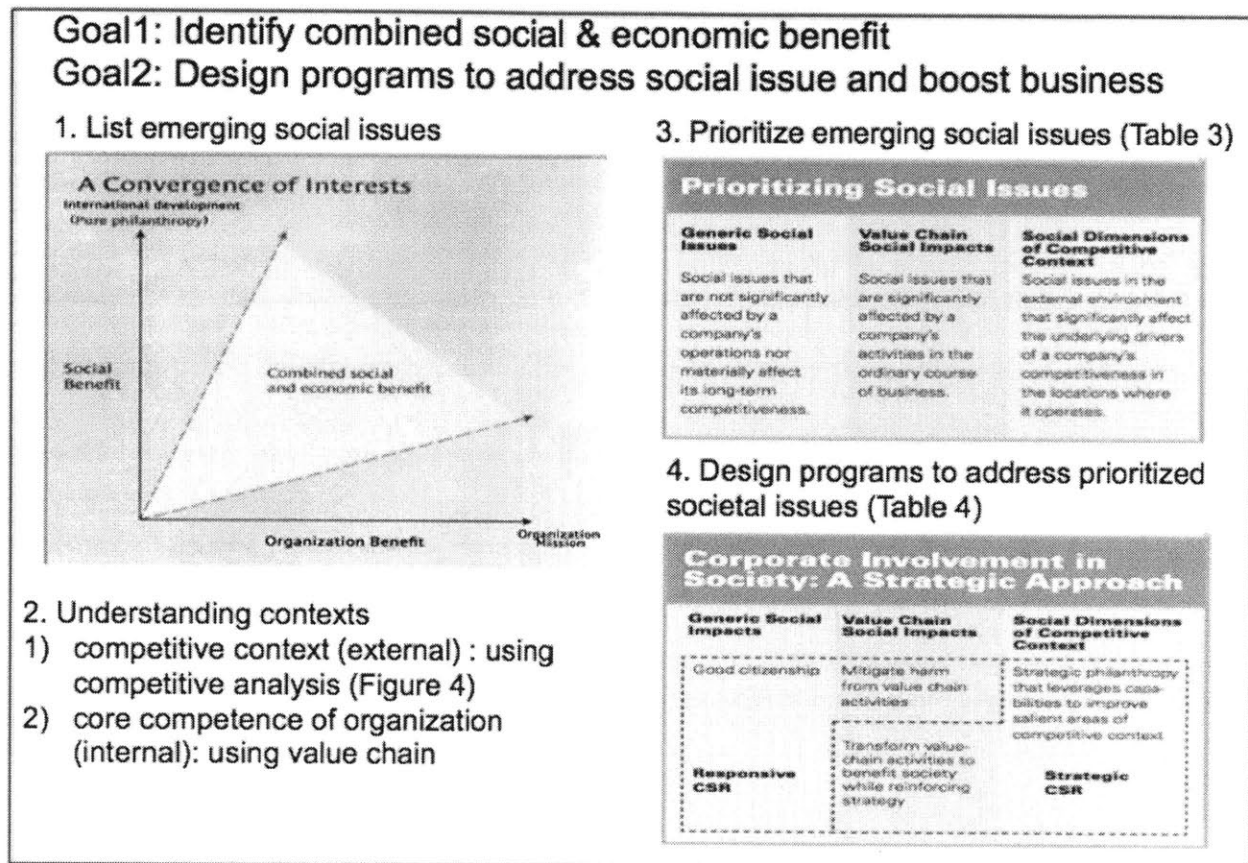 Goal1: Identify combined social & economic benefit
Goal2: Design programs to address social issue and boost business
1. List emerging social issues
A Convergence of Interests
International development
(Pure philanthropy)
Social
Benefit
Combined social
and economic benefit
Organization Benefit
Organization
Mission
2. Understanding contexts
1) competitive context (external) : using
competitive analysis (Figure 4)
2) core competence of organization
(internal): using value chain
3. Prioritize emerging social issues (Table 3)
Prioritizing Social Issues
Generic Social
Issues
Social issues that
are not significantly
affected by a
company's
operations nor
materially affect
its long-term
competitiveness.
Value Chain
Social Impacts
Social issues that
are significantly
affected by a
company's
activities in the
ordinary course
of business.
Social Dimensions
of Competitive
Context
Social issues in the
external environment
that significantly affect
the underlying drivers
of a company's
competitiveness in
the locations where
it operates.
4. Design programs to address prioritized
societal issues (Table 4)
Corporate Involvement in
Society: A Strategic Approach
Generic Social
Impacts
Good citizenship
Responsive
CSR
Value Chain
Social Impacts
Mitigate harm
from value chain
activities
Transform value-
chain activities to
benefit society
while reinforcing
strategy
Social Dimensions
of Competitive
Context
Strategic philanthropy
that leverages capa-
bilities to improve
salient areas of
competitive context
Strategic
CSR